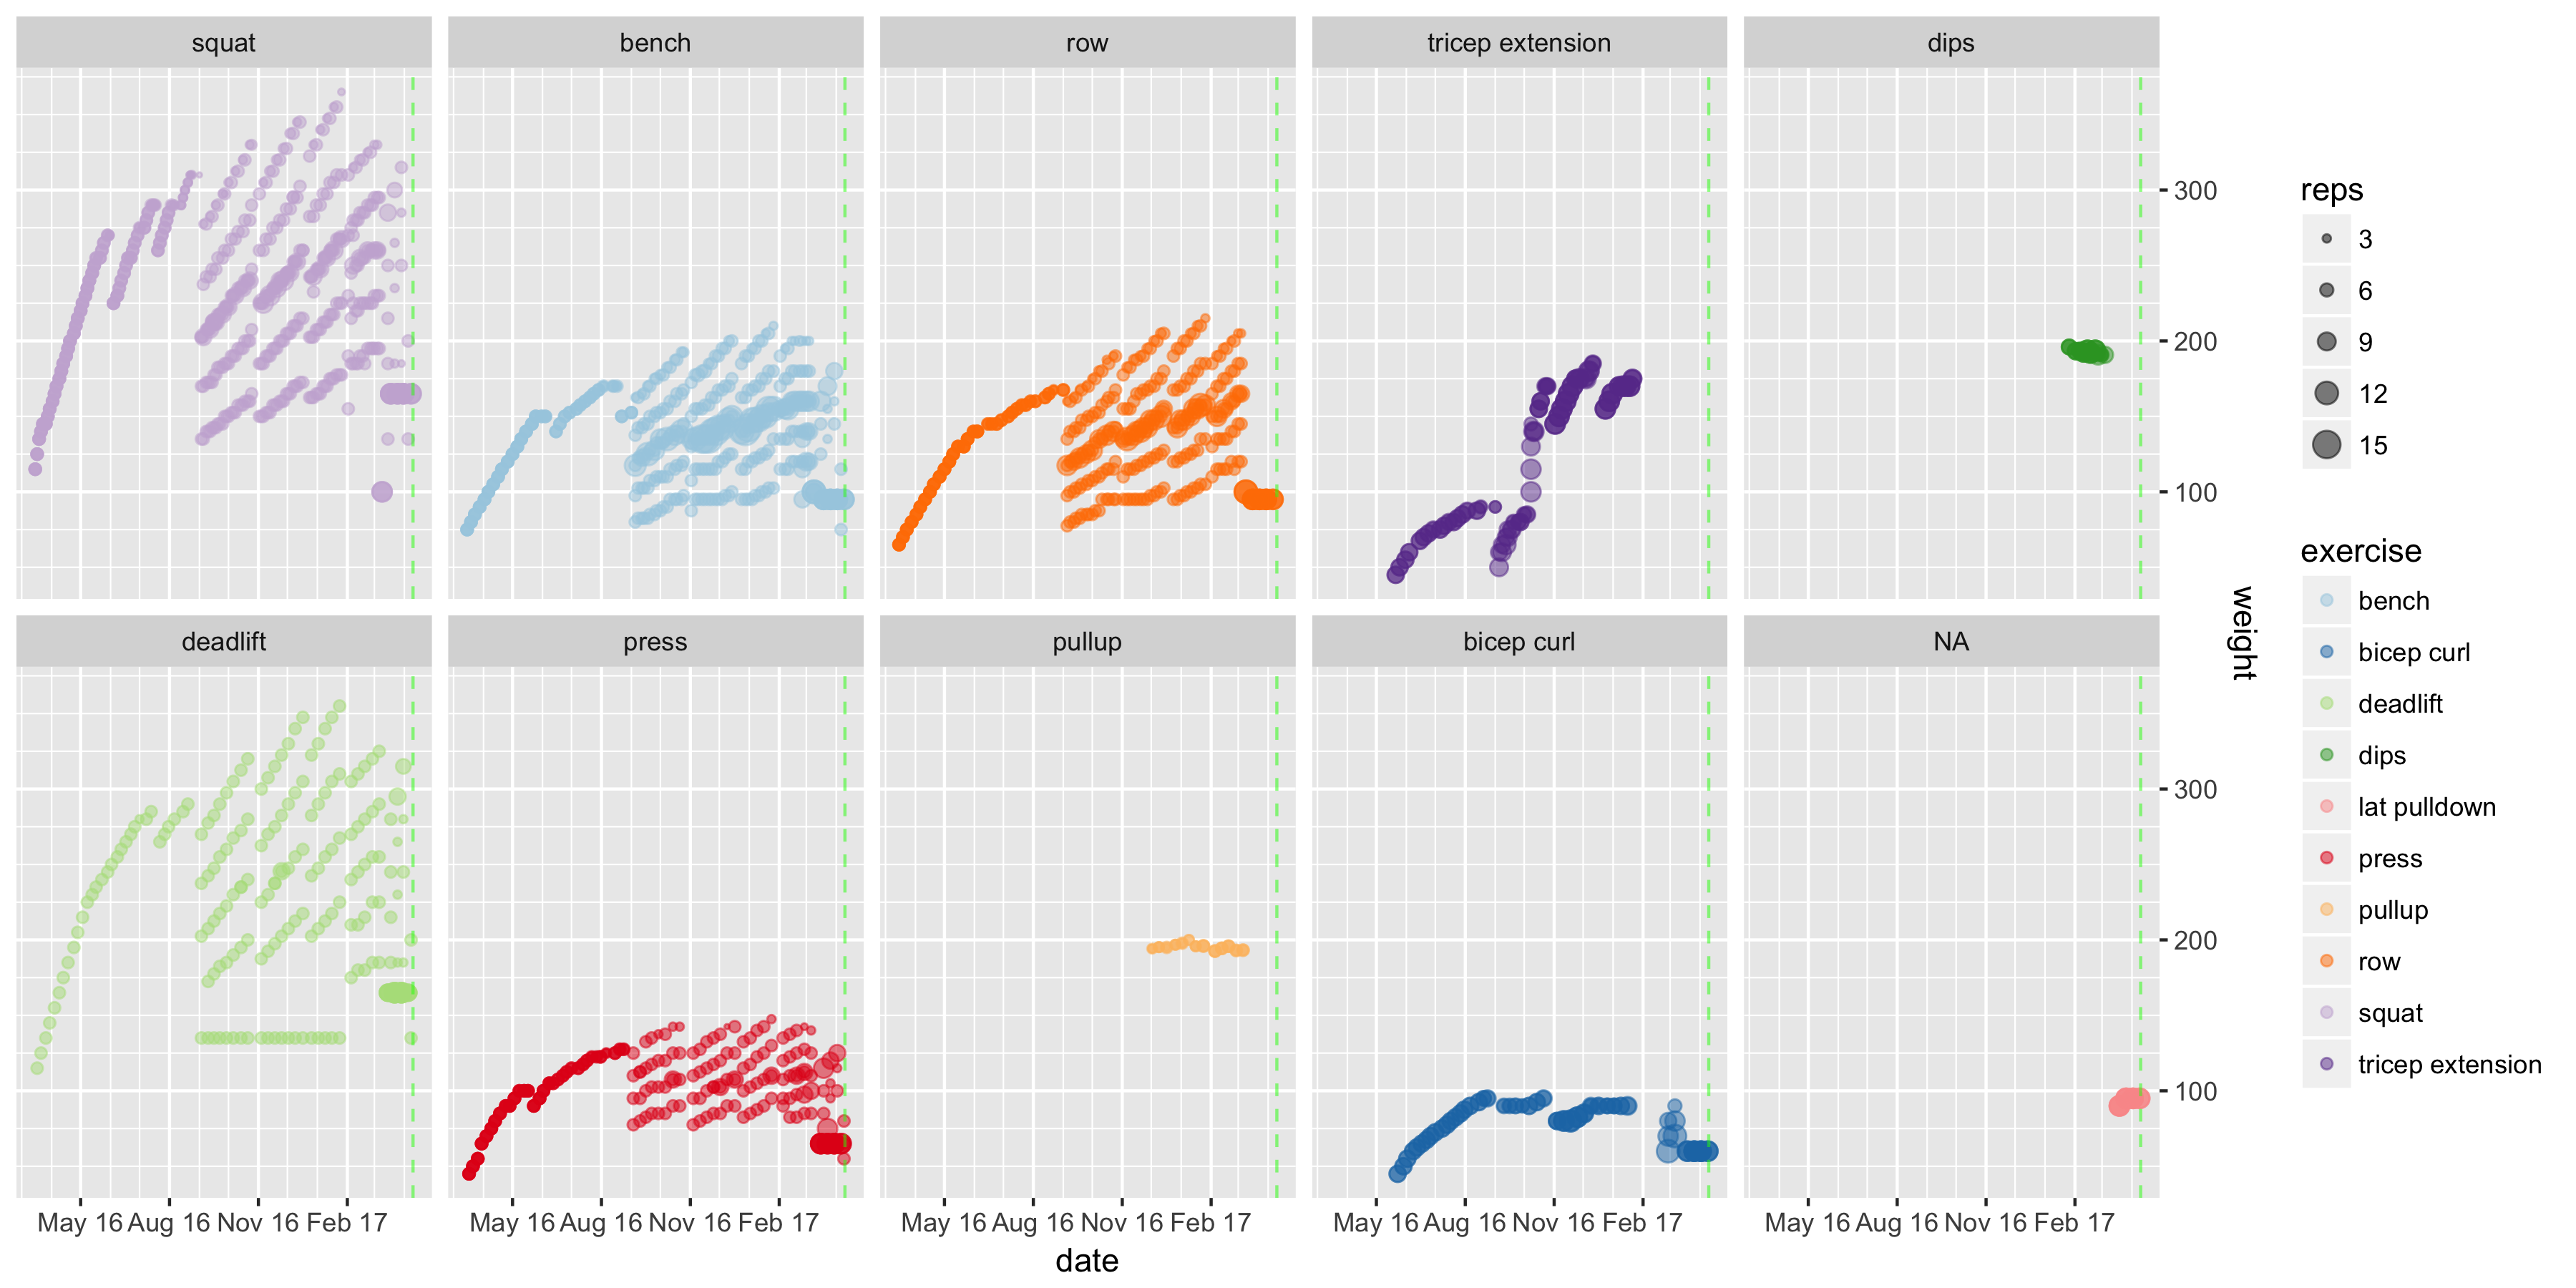 squat bench row tricep extension dips
300
200
100
deadlift press pullup bicep curl NA
300
200
100
May 16 Aug 16 Nov 16 Feb 17 May 16 Aug 16 Nov 16 Feb 17 May 16 Aug 16 Nov 16 Feb 17 May 16 Aug 16 Nov 16 Feb 17 May 16 Aug 16 Nov 16 Feb 17
date
weight
reps
3
6
9
12
15
exercise
bench
bicep curl
deadlift
dips
lat pulldown
press
pullup
row
squat
tricep extension